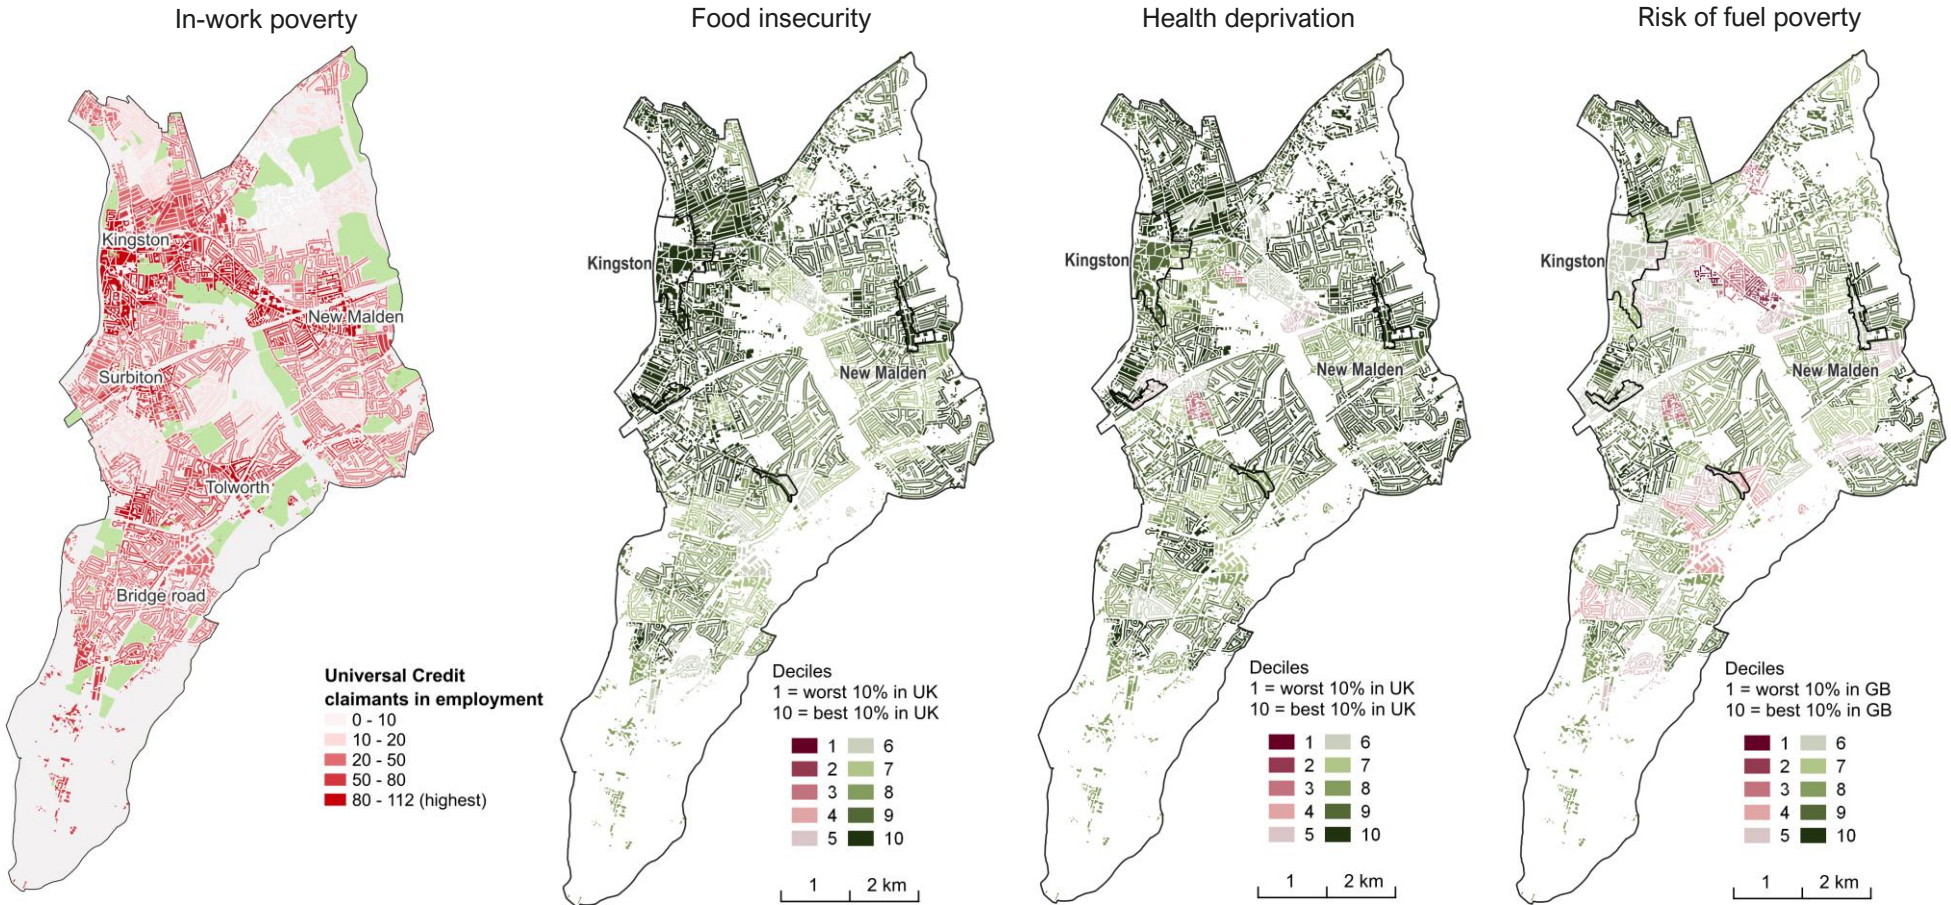 In-work poverty
Kingston
New Malden
Surbiton
Tolworth
Bridge road
Universal Credit
claimants in employment
0 - 10
10 - 20
20 - 50
50 - 80
80 - 112 (highest)
Food insecurity
Kingston
New Malden
Deciles
1 = worst 10% in UK
10 = best 10% in UK
1 6
2 7
3 8
4 9
5 10
1 2 km
Health deprivation
Kingston
New Malden
Deciles
1 = worst 10% in UK
10 = best 10% in UK
1 6
2 7
3 8
4 9
5 10
1 2 km
Risk of fuel poverty
Kingston
New Malden
Deciles
1 = worst 10% in GB
10 = best 10% in GB
1 6
2 7
3 8
4 9
5 10
1 2 km